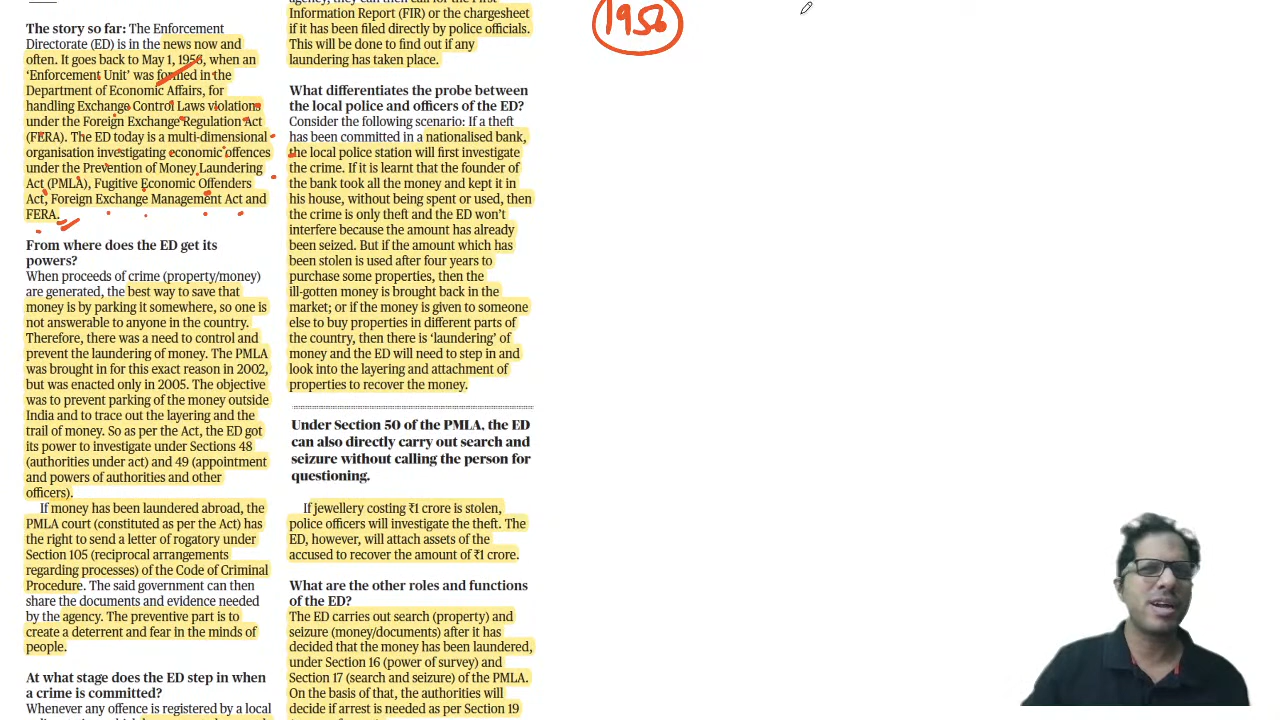 The story so far: The Enforcement
Directorate (ED) is in the news now and
often. It goes back to May 1, 1956, when an
‘Enforcement Unit’ was formed in the
Department of Economic Affairs, for
handling Exchange Control Laws violations
under the Foreign Exchange Regulation Act
(FERA). The ED today is a multi-dimensional
organisation investigating economic offences
under the Prevention of Money Laundering
Act (PMLA), Fugitive Economic Offenders
Act, Foreign Exchange Management Act and
FERA.
From where does the ED get its
powers?
When proceeds of crime (property/money)
are generated, the best way to save that
money is by parking it somewhere, so one is
not answerable to anyone in the country.
Therefore, there was a need to control and
prevent the laundering of money. The PMLA
was brought in for this exact reason in 2002,
but was enacted only in 2005. The objective
was to prevent parking of the money outside
India and to trace out the layering and the
trail of money. So as per the Act, the ED got
its power to investigate under Sections 48
(authorities under act) and 49 (appointment
and powers of authorities and other
officers).
If money has been laundered abroad, the
PMLA court (constituted as per the Act) has
the right to send a letter of rogatory under
Section 105 (reciprocal arrangements
regarding processes) of the Code of Criminal
Procedure. The said government can then
share the documents and evidence needed
by the agency. The preventive part is to
create a deterrent and fear in the minds of
people.
At what stage does the ED step in when
a crime is committed?
Whenever any offence is registered by a local
agency, they can then call for the First
Information Report (FIR) or the chargesheet
if it has been filed directly by police officials.
This will be done to find out if any
laundering has taken place.
What differentiates the probe between
the local police and officers of the ED?
Consider the following scenario: If a theft
has been committed in a nationalised bank,
the local police station will first investigate
the crime. If it is learnt that the founder of
the bank took all the money and kept it in
his house, without being spent or used, then
the crime is only theft and the ED won’t
interfere because the amount has already
been seized. But if the amount which has
been stolen is used after four years to
purchase some properties, then the
ill-gotten money is brought back in the
market; or if the money is given to someone
else to buy properties in different parts of
the country, then there is ‘laundering’ of
money and the ED will need to step in and
look into the layering and attachment of
properties to recover the money.
Under Section 50 of the PMLA, the ED
can also directly carry out search and
seizure without calling the person for
questioning.
If jewellery costing ₹1 crore is stolen,
police officers will investigate the theft. The
ED, however, will attach assets of the
accused to recover the amount of ₹1 crore.
What are the other roles and functions
of the ED?
The ED carries out search (property) and
seizure (money/documents) after it has
decided that the money has been laundered,
under Section 16 (power of survey) and
Section 17 (search and seizure) of the PMLA.
On the basis of that, the authorities will
decide if arrest is needed as per Section 19
1956